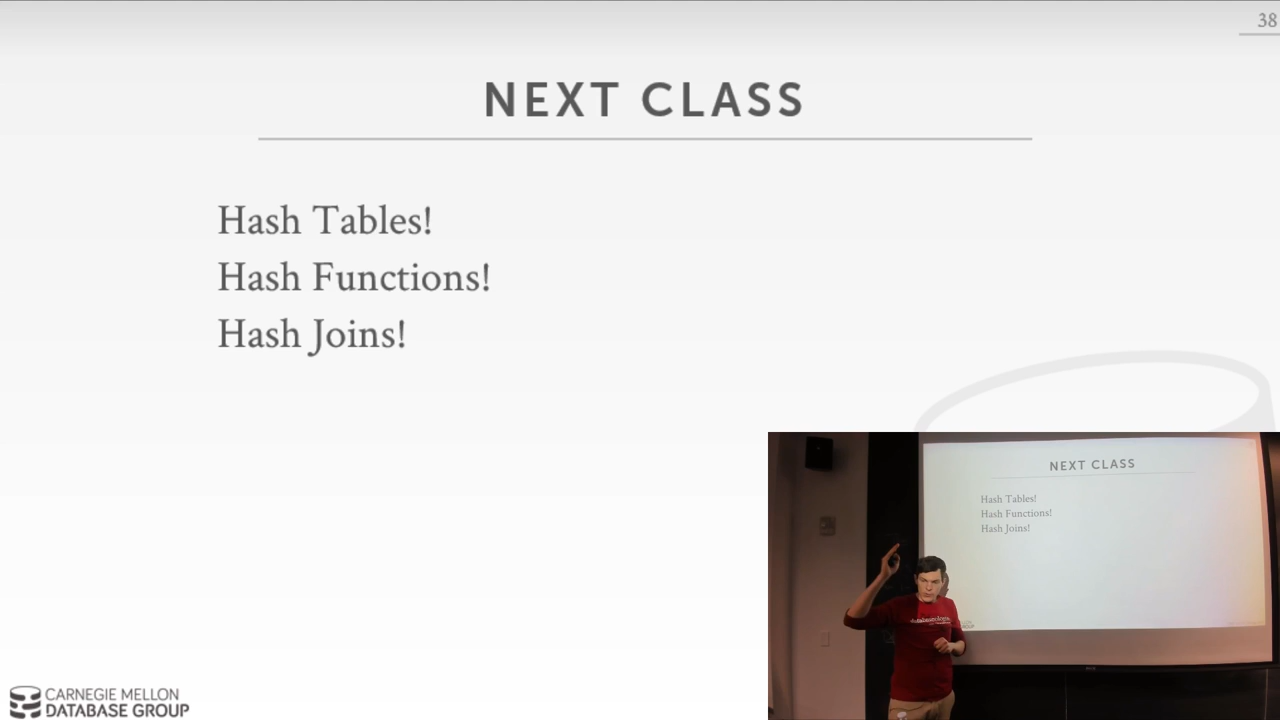 38
NEXT CLASS
Hash Tables!
Hash Functions!
Hash Joins!
NEXT CLASS
Hash Tables!
Hash Functions!
Hash Joins!
CARNEGIE MELLON
DATABASE GROUP